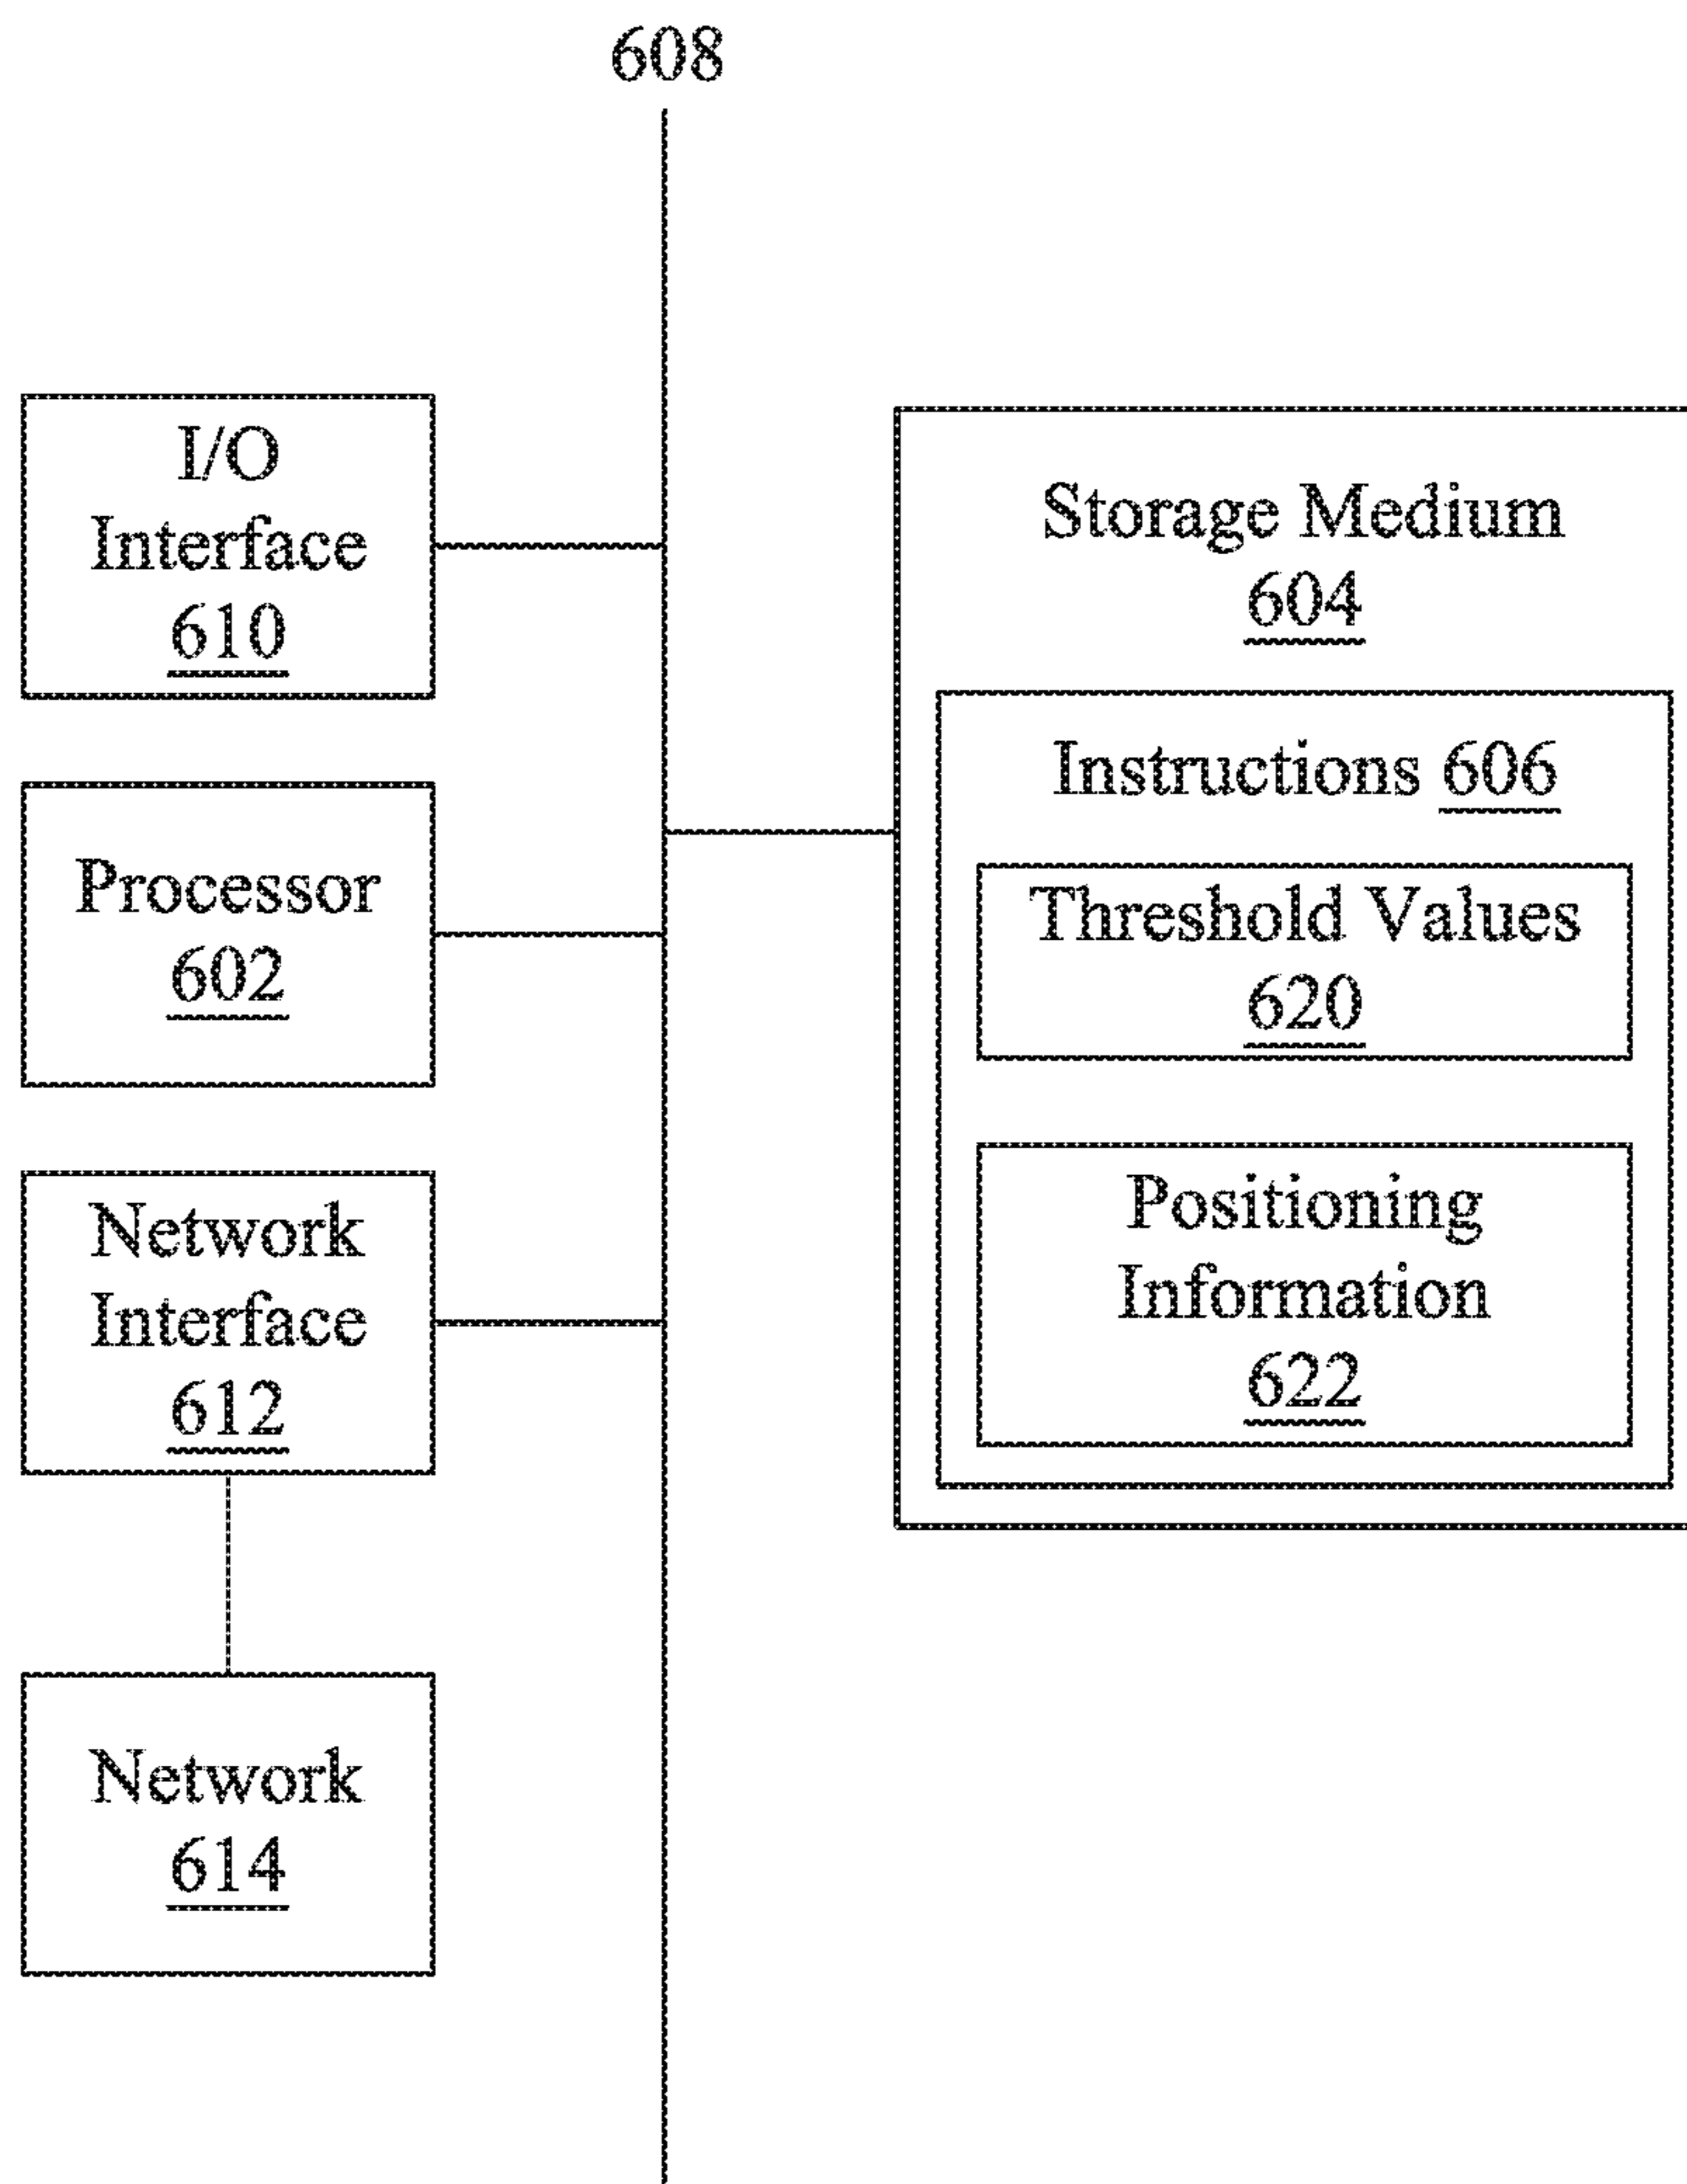 608
I/O
Interface
610
Processor
602
Network
Interface
612
Network
614
Storage Medium
604
Instructions 606
Threshold Values
620
Positioning
Information
622